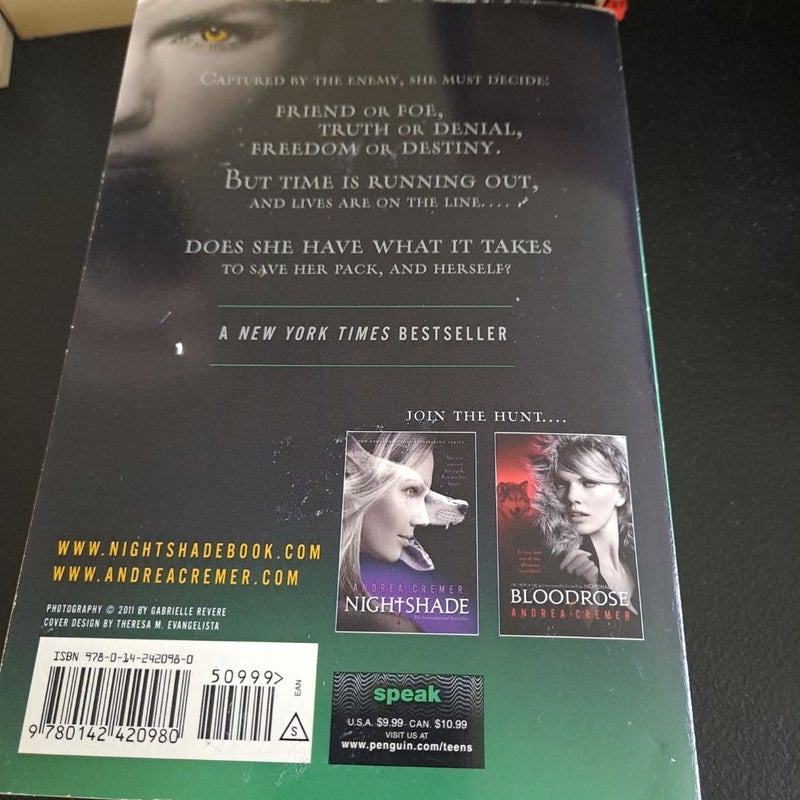 CAPTURED BY THE ENEMY, SHE MUST DECIDE:
FRIEND OR FOE,
TRUTH OR DENIAL,
FREEDOM OR DESTINY.
BUT TIME IS RUNNING OUT,
AND LIVES ARE ON THE LINE....
DOES SHE HAVE WHAT IT TAKES
TO SAVE HER PACK, AND HERSELF?
A NEW YORK TIMES BESTSELLER
JOIN THE HUNT....
ANDREA CREMER
NIGHTSHADE
BLOODROSE
ANDREA CREMER
WWW.NIGHTSHADEBOOK.COM
WWW.ANDREACREMER.COM
PHOTOGRAPHY © 2011 BY GABRIELLE REVERE
COVER DESIGN BY THERESA M. EVANGELISTA
ISBN 978-0-14-242098-0
50999>
EAN
9 780142 420980
S
speak
U.S.A. $9.99 CAN. $10.99
VISIT US AT
www.penguin.com/teens